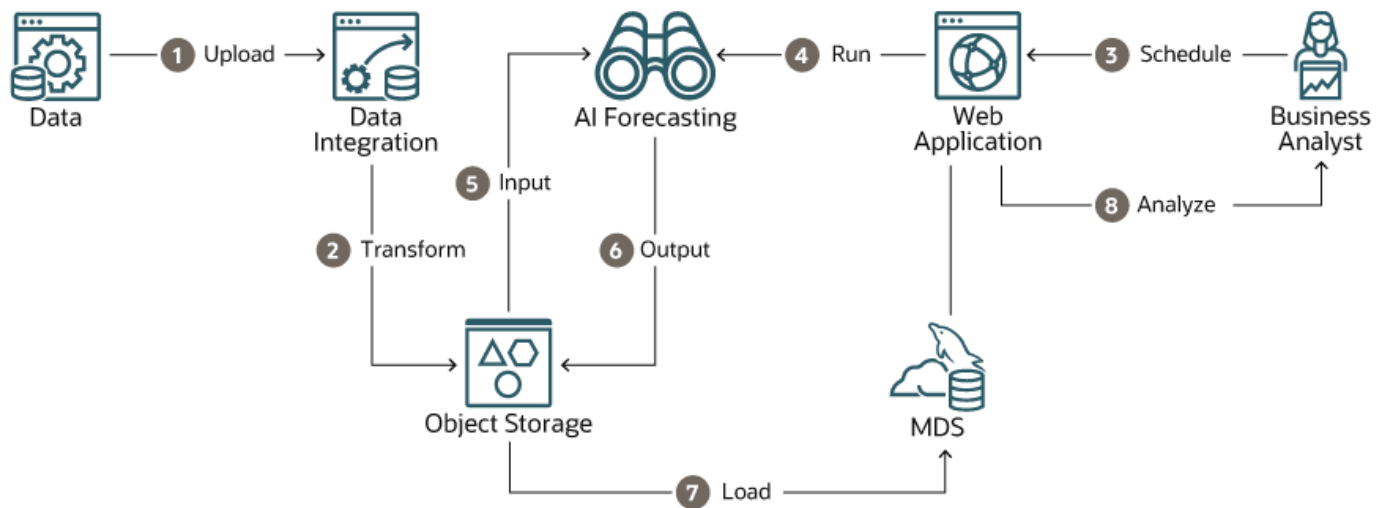 1 Upload
4 Run
3 Schedule
Data
Data
Integration
AI Forecasting
Web
Application
Business
Analyst
5 Input
8 Analyze
2 Transform
6 Output
Object Storage
MDS
7 Load